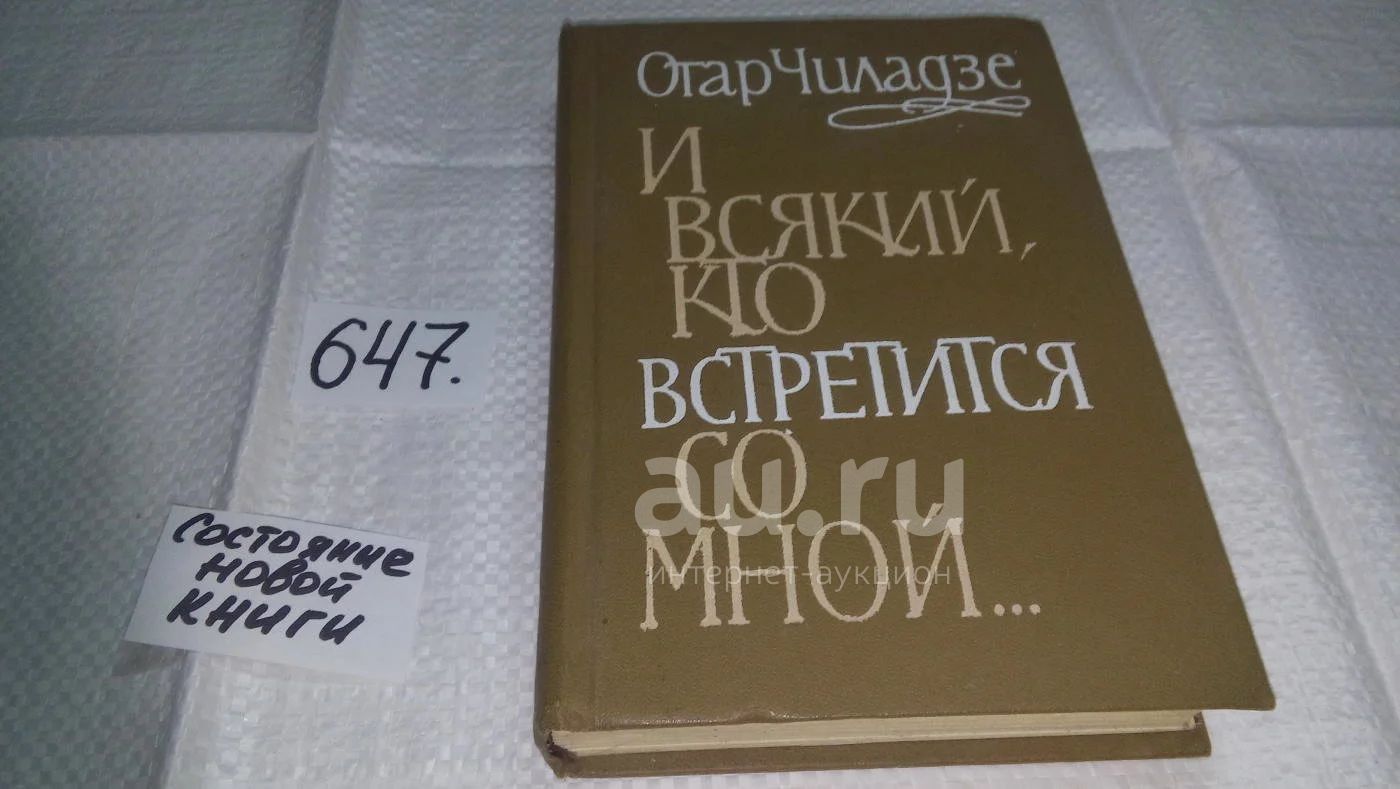 Отар Чиладзе
И
ВСЯКИЙ,
КТО
ВСТРЕТИТСЯ
СО
МНОЙ...
647.
СОСТОЯНИЕ
НОВОЙ
КНИГИ
au.ru
интернет-аукцион